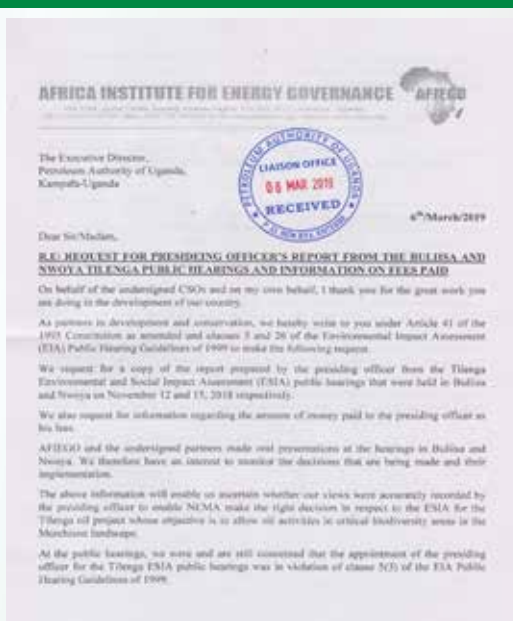 AFRICA INSTITUTE FOR ENERGY GOVERNANCE
AFIEGO
The Executive Director,
Petroleum Authority of Uganda,
Kampala-Uganda
PETROLEUM AUTHORITY OF UGANDA
LIAISON OFFICE
06 MAR 2019
RECEIVED
6th/March/2019
Dear Sir/Madam,
R.E: REQUEST FOR PRESIDEING OFFICER'S REPORT FROM THE BULIISA AND
NWOYA TILENGA PUBLIC HEARINGS AND INFORMATION ON FEES PAID
On behalf of the undersigned CSOs and on my own behalf, I thank you for the great work you
are doing in the development of our country.
As partners in development and conservation, we hereby write to you under Article 41 of the
1995 Constitution as amended and clauses 5 and 26 of the Environmental Impact Assessment
(EIA) Public Hearing Guidelines of 1999 to make the following request.
We request for a copy of the report prepared by the presiding officer from the Tilenga
Environmental and Social Impact Assessment (ESIA) public hearings that were held in Buliisa
and Nwoya on November 12 and 15, 2018 respectively.
We also request for information regarding the amount of money paid to the presiding officer as
his fees.
AFIEGO and the undersigned partners made oral presentations at the hearings in Buliisa and
Nwoya. We therefore have an interest to monitor the decisions that are being made and their
implementation.
The above information will enable us ascertain whether our views were accurately recorded by
the presiding officer to enable NEMA make the right decision in respect to the ESIA for the
Tilenga oil project whose objective is to allow oil activities in critical biodiversity areas in the
Murchison landscape.
At the public hearings, we were and are still concerned that the appointment of the presiding
officer for the Tilenga ESIA public hearings was in violation of clause 5(3) of the EIA Public
Hearing Guidelines of 1999.